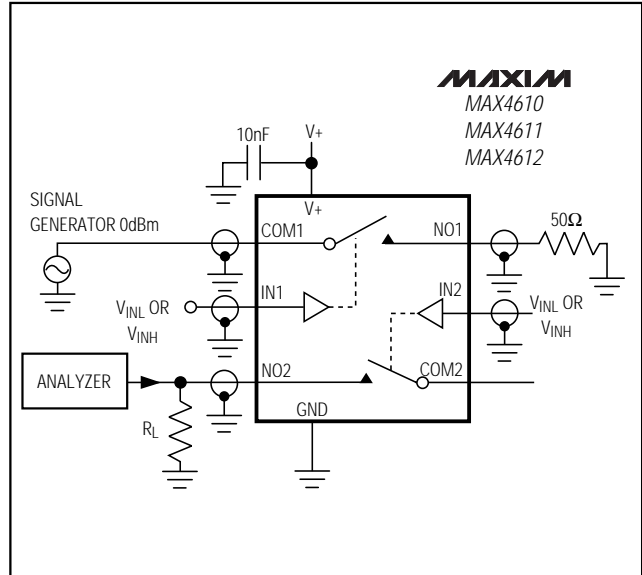 MAXIM
MAX4610
MAX4611
MAX4612
10nF
V+
V+
SIGNAL
GENERATOR 0dBm
COM1
NO1
50Ω
IN1
IN2
VINL OR
VINH
VINL OR
VINH
ANALYZER
NO2
COM2
RL
GND